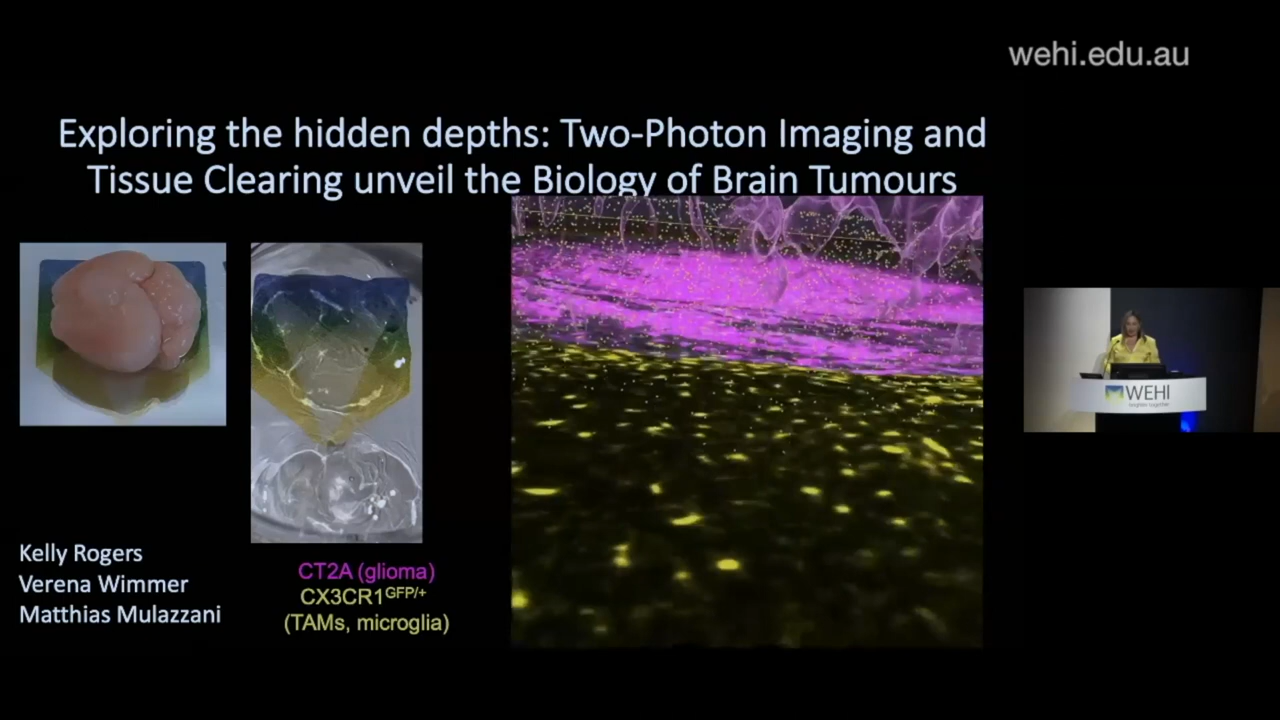 wehi.edu.au
Exploring the hidden depths: Two-Photon Imaging and
Tissue Clearing unveil the Biology of Brain Tumours
WEHI
Kelly Rogers
Verena Wimmer
Matthias Mulazzani
CT2A (glioma)
CX3CR1GFP/+
(TAMs, microglia)